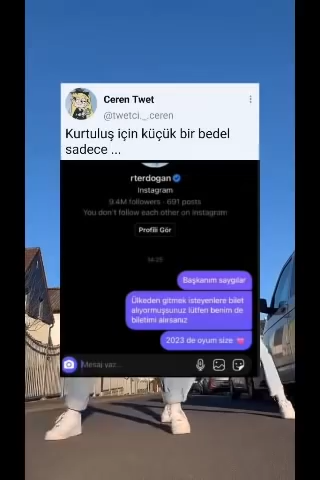 Ceren Twet
@twetci._.ceren
Kurtuluş için küçük bir bedel
sadece ...
rterdogan
Instagram
9.4M followers · 691 posts
You don't follow each other on Instagram
Profili Gör
Başkanım saygılar
Ülkeden gitmek isteyenlere bilet
alıyormuşsunuz lütfen benim de
biletimi alırsanız
2023 de oyum size
Mesaj yaz...